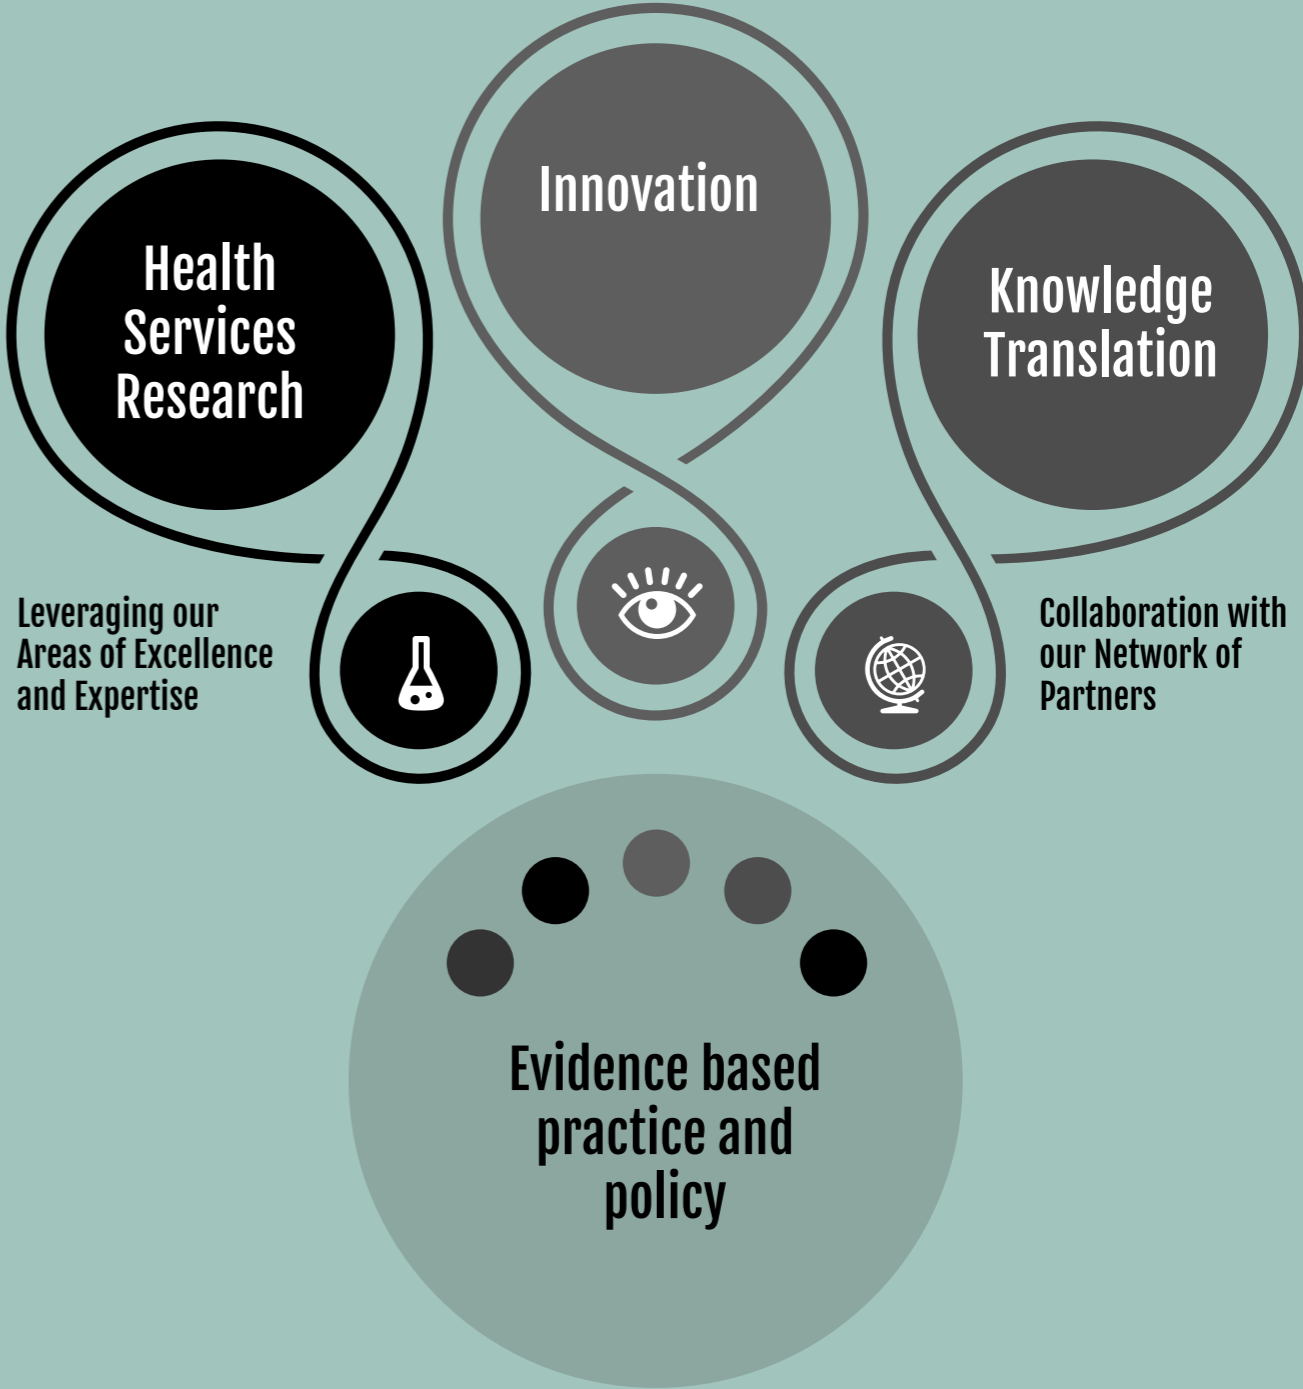 Innovation
Health
Services
Research
Knowledge
Translation
Leveraging our
Areas of Excellence
and Expertise
Collaboration with
our Network of
Partners
Evidence based
practice and
policy